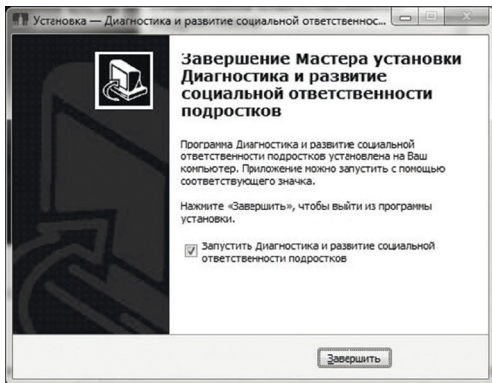 Установка — Диагностика и развитие социальной ответственнос...
Завершение Мастера установки
Диагностика и развитие
социальной ответственности
подростков
Программа Диагностика и развитие социальной
ответственности подростков установлена на Ваш
компьютер. Приложение можно запустить с помощью
соответствующего значка.
Нажмите «Завершить», чтобы выйти из программы
установки.
Запустить Диагностика и развитие социальной
ответственности подростков
Завершить